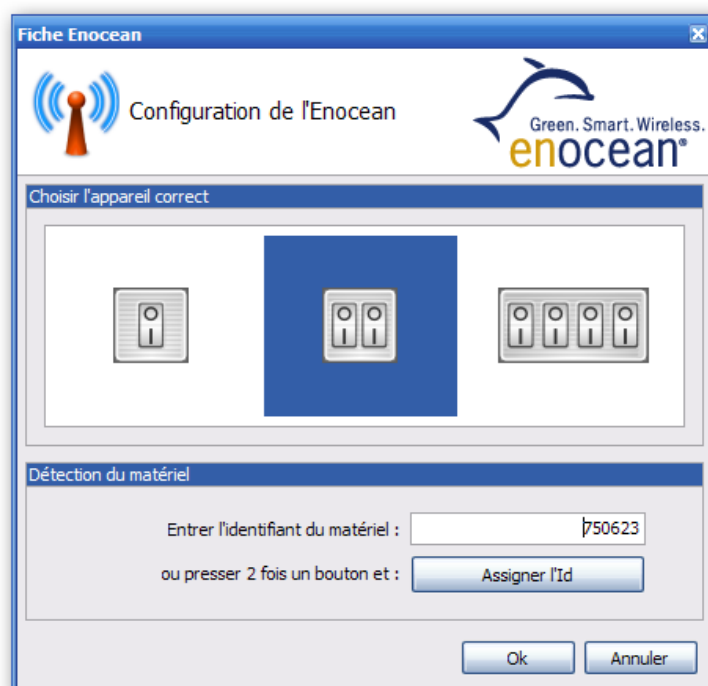 Fiche Enocean
Configuration de l'Enocean
Green. Smart. Wireless.
enocean®
Choisir l'appareil correct
Détection du matériel
Entrer l'identifiant du matériel :
750623
ou presser 2 fois un bouton et :
Assigner l'Id
Ok
Annuler